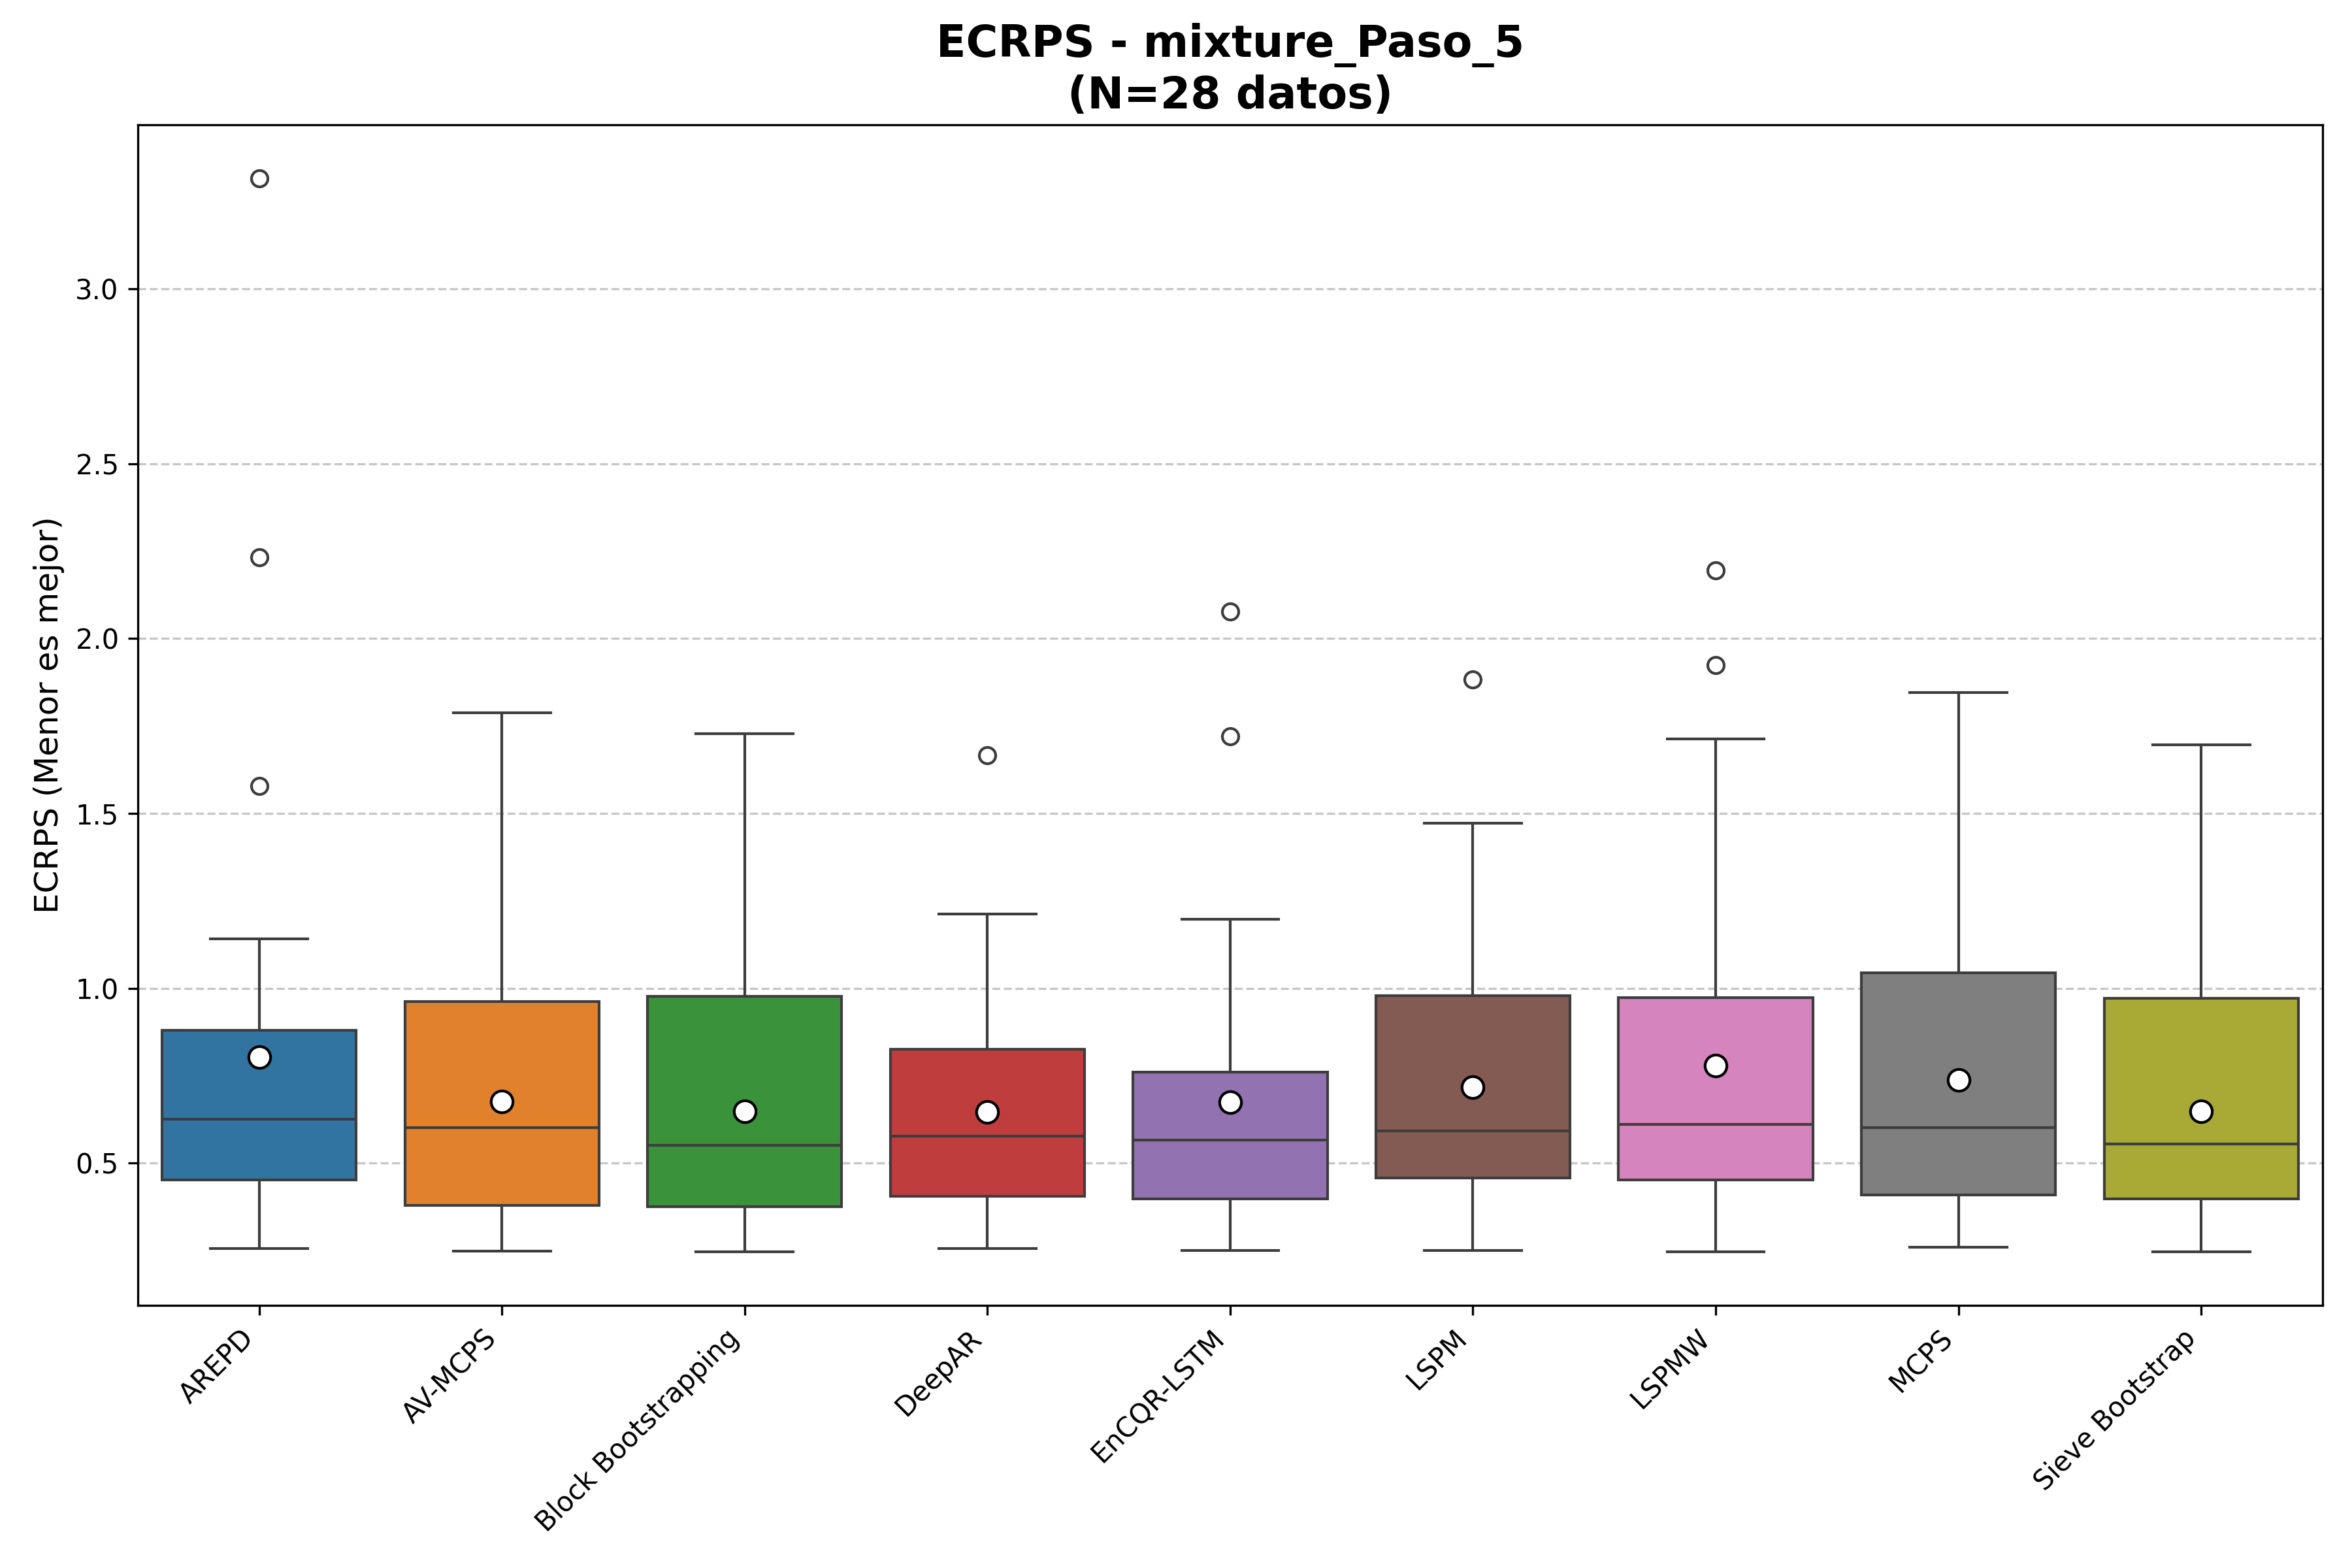 ECRPS - mixture_Paso_5
(N=28 datos)
ECRPS (Menor es mejor)
3.0
2.5
2.0
1.5
1.0
0.5
AREPD
AV-MCPS
Block Bootstrapping
DeepAR
EnCQR-LSTM
LSPM
LSPMW
MCPS
Sieve Bootstrap